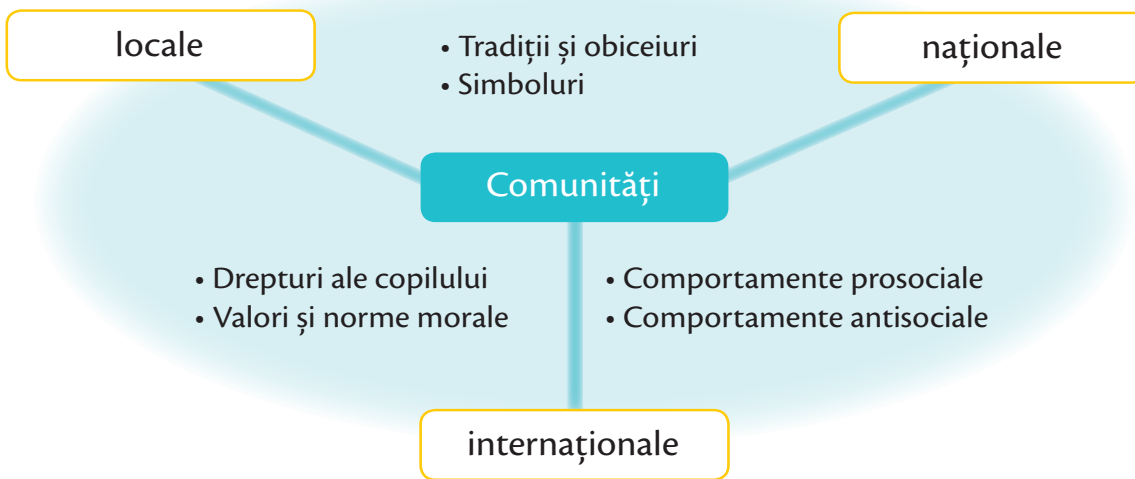 locale
• Tradiții și obiceiuri
• Simboluri
naționale
Comunități
• Drepturi ale copilului
• Valori și norme morale
• Comportamente prosociale
• Comportamente antisociale
internaționale